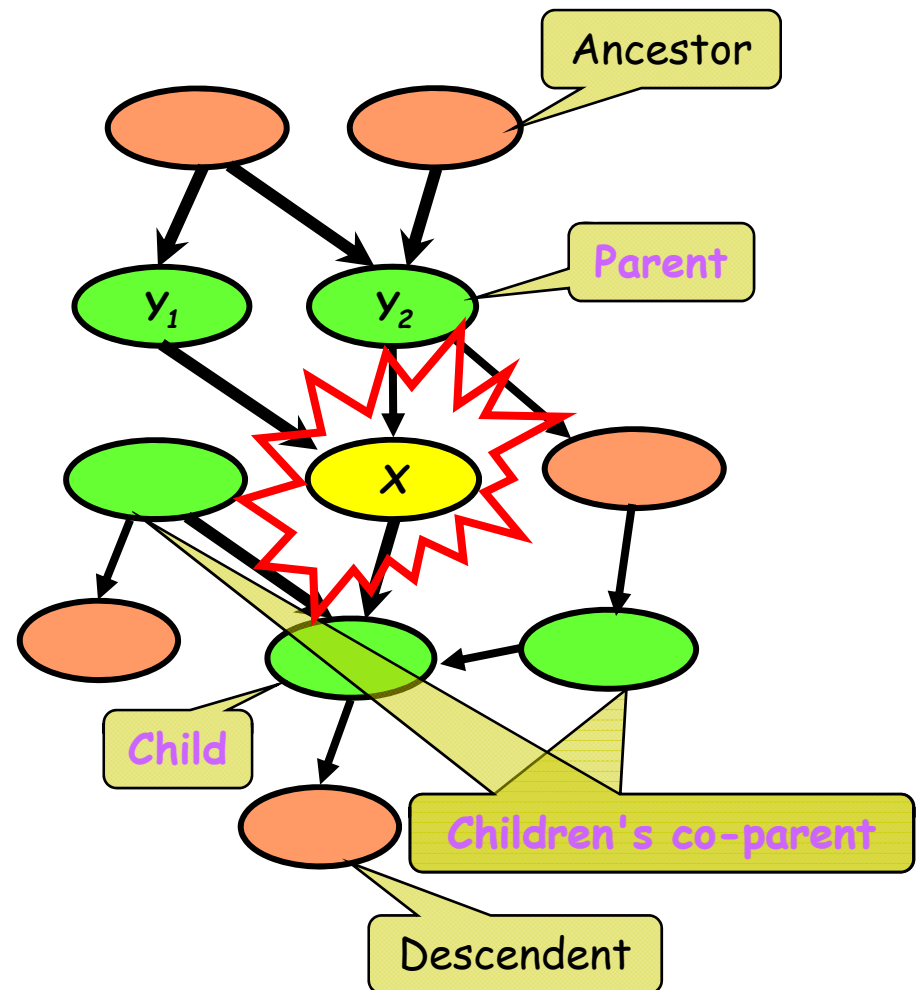 Ancestor
Parent
Y1
Y2
X
Child
Children's co-parent
Descendent